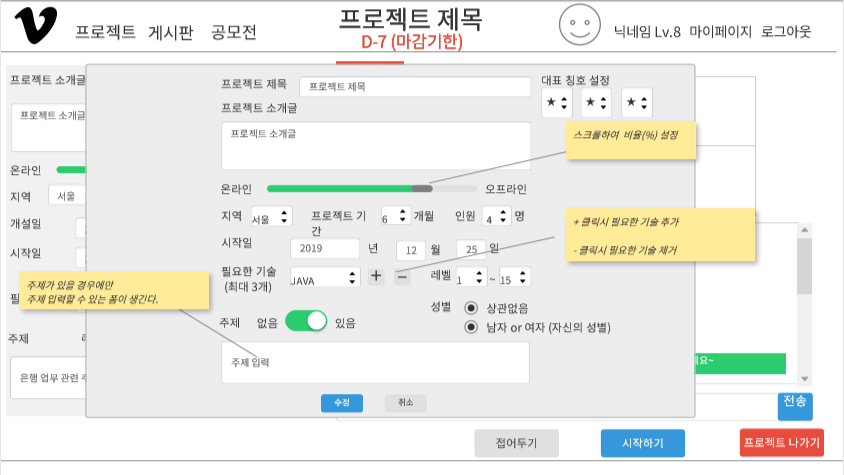 프로젝트 게시판 공모전
프로젝트 제목
D-7 (마감기한)
닉네임 Lv.8 마이페이지 로그아웃
프로젝트 소개글
프로젝트 소개글
온라인
지역 서울
개설일
시작일
필
주제
은행 업무 관련 주
프로젝트 제목 프로젝트 제목
대표 칭호 설정
★ ★ ★
프로젝트 소개글
프로젝트 소개글
스크롤하여 비율(%) 설정
온라인 오프라인
지역 서울 프로젝트 기간 6 개월 인원 4 명
시작일 2019 년 12 월 25 일
+ 클릭시 필요한 기술 추가
- 클릭시 필요한 기술 제거
필요한 기술
(최대 3개)
JAVA + − 레벨 1 ~ 15
주제가 있을 경우에만
주제 입력할 수 있는 폼이 생긴다.
성별 상관없음
남자 or 여자 (자신의 성별)
주제 없음 있음
주제 입력
수정 취소
요~
전송
접어두기 시작하기 프로젝트 나가기